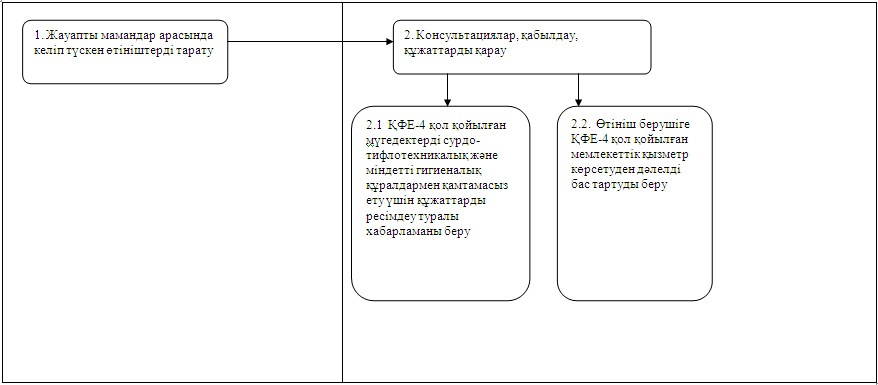 1. Жауапты мамандар арасында
келіп түскен өтініштерді тарату
2. Консультациялар, қабылдау,
құжаттарды қарау
2.1 ҚФЕ-4 қол қойылған
мүгедектерді сурдо-
тифлотехникалық және
міндетті гигиеналық
құралдармен қамтамасыз
ету үшін құжаттарды
ресімдеу туралы
хабарламаны беру
2.2. Өтініш берушіге
ҚФЕ-4 қол қойылған
мемлекеттік қызметр
көрсетуден дәлелді
бас тартуды беру